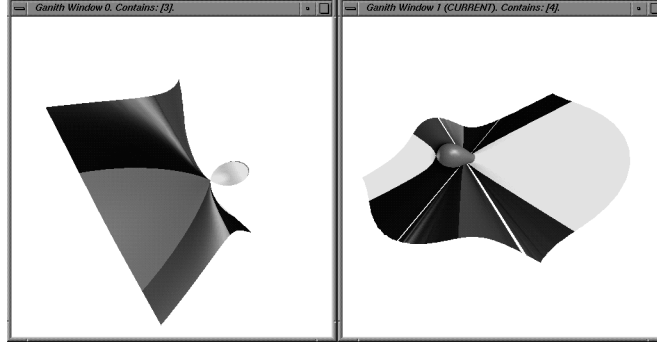 Ganith Window 0. Contains: [3].
Ganith Window 1 (CURRENT). Contains: [4].